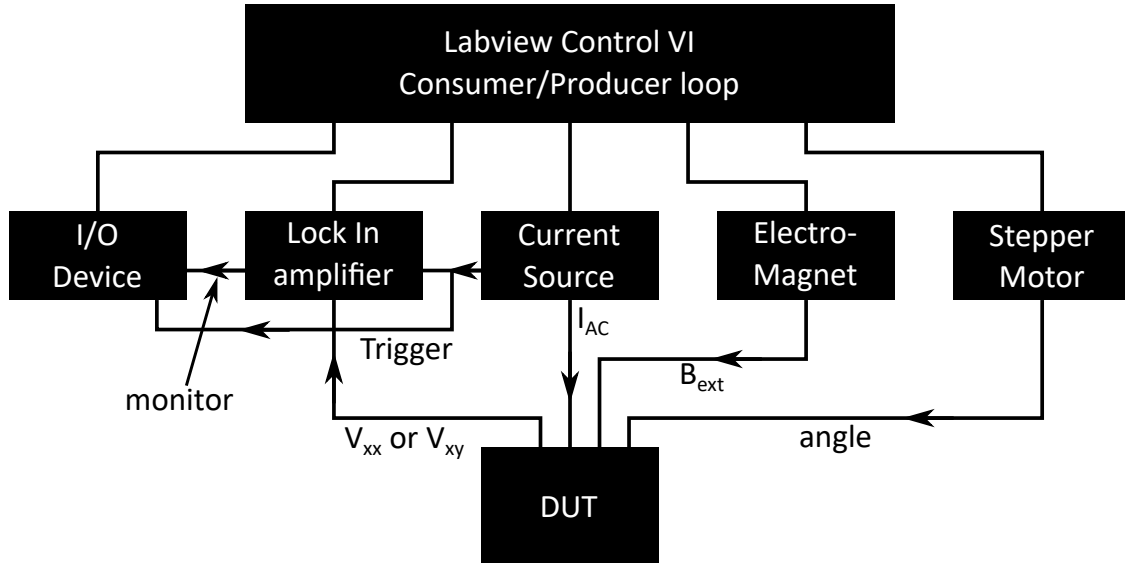 Labview Control VI
Consumer/Producer loop
I/O
Device
Lock In
amplifier
Current
Source
Electro-
Magnet
Stepper
Motor
I_AC
Trigger
B_ext
monitor
V_xx or V_xy
angle
DUT